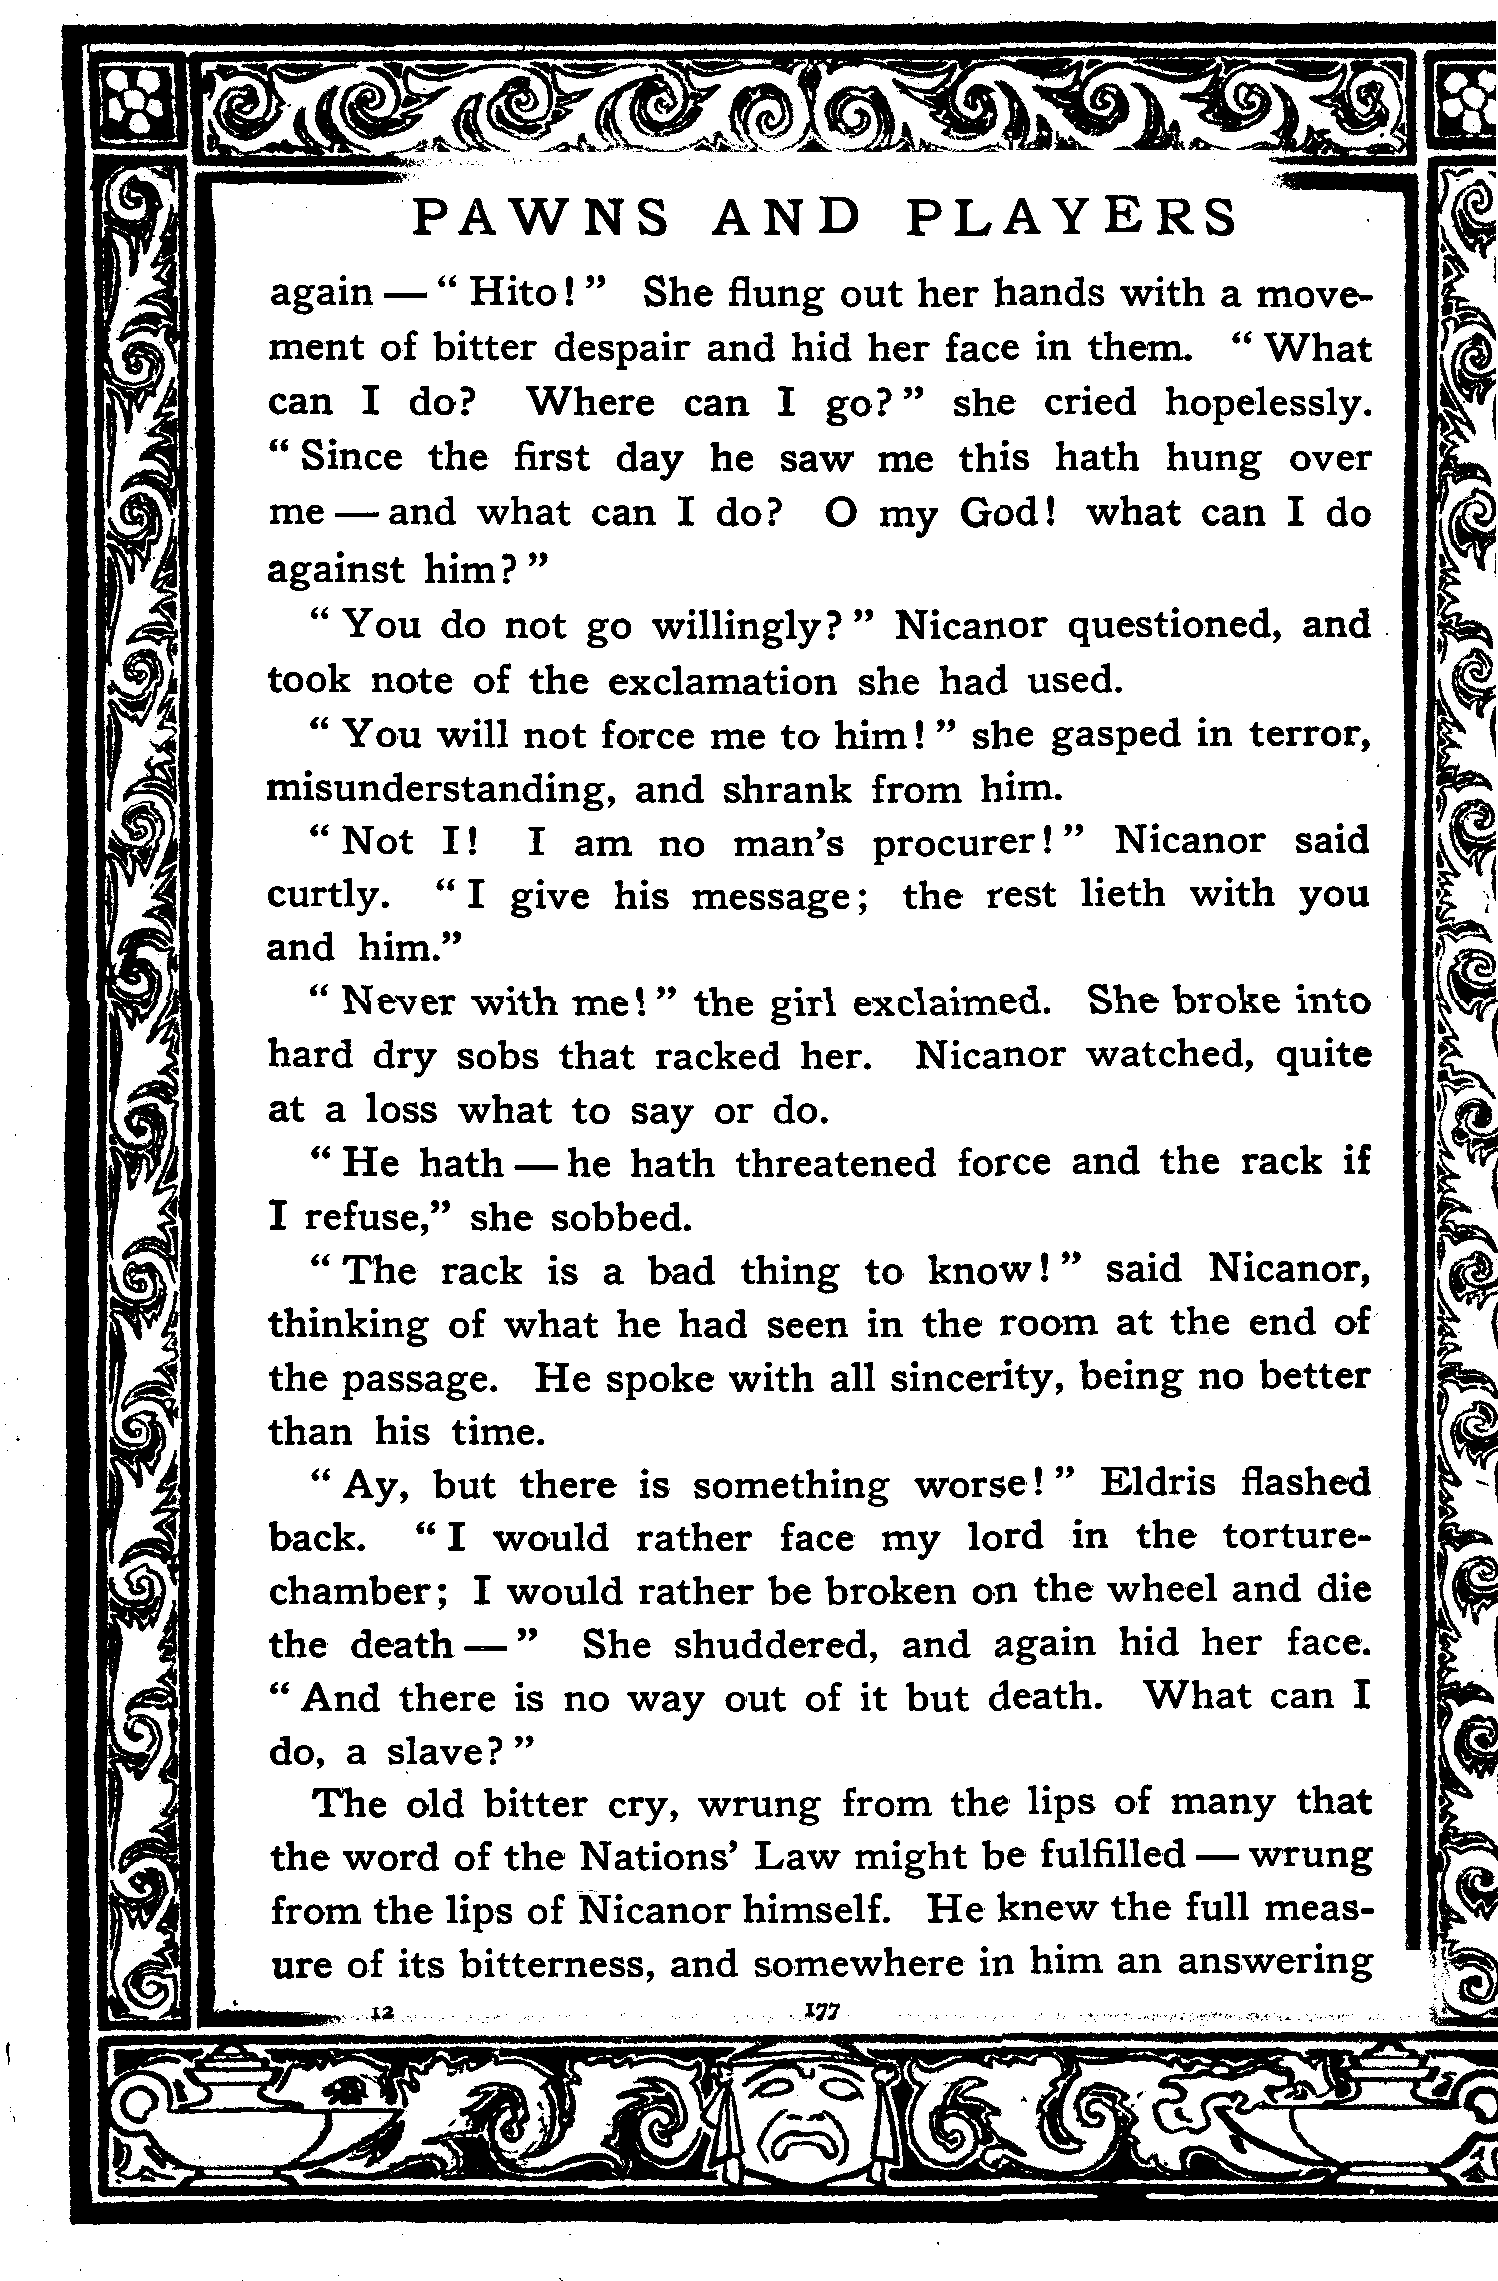 PAWNS AND PLAYERS
again — “ Hito! ” She flung out her hands with a move-
ment of bitter despair and hid her face in them. “ What
can I do? Where can I go? ” she cried hopelessly.
“ Since the first day he saw me this hath hung over
me — and what can I do? O my God! what can I do
against him? ”
“ You do not go willingly? ” Nicanor questioned, and
took note of the exclamation she had used.
“ You will not force me to him! ” she gasped in terror,
misunderstanding, and shrank from him.
“ Not I! I am no man’s procurer! ” Nicanor said
curtly. “ I give his message; the rest lieth with you
and him.”
“ Never with me! ” the girl exclaimed. She broke into
hard dry sobs that racked her. Nicanor watched, quite
at a loss what to say or do.
“ He hath — he hath threatened force and the rack if
I refuse,” she sobbed.
“ The rack is a bad thing to know! ” said Nicanor,
thinking of what he had seen in the room at the end of
the passage. He spoke with all sincerity, being no better
than his time.
“ Ay, but there is something worse! ” Eldris flashed
back. “ I would rather face my lord in the torture-
chamber; I would rather be broken on the wheel and die
the death — ” She shuddered, and again hid her face.
“ And there is no way out of it but death. What can I
do, a slave? ”
The old bitter cry, wrung from the lips of many that
the word of the Nations’ Law might be fulfilled — wrung
from the lips of Nicanor himself. He knew the full meas-
ure of its bitterness, and somewhere in him an answering
12 177